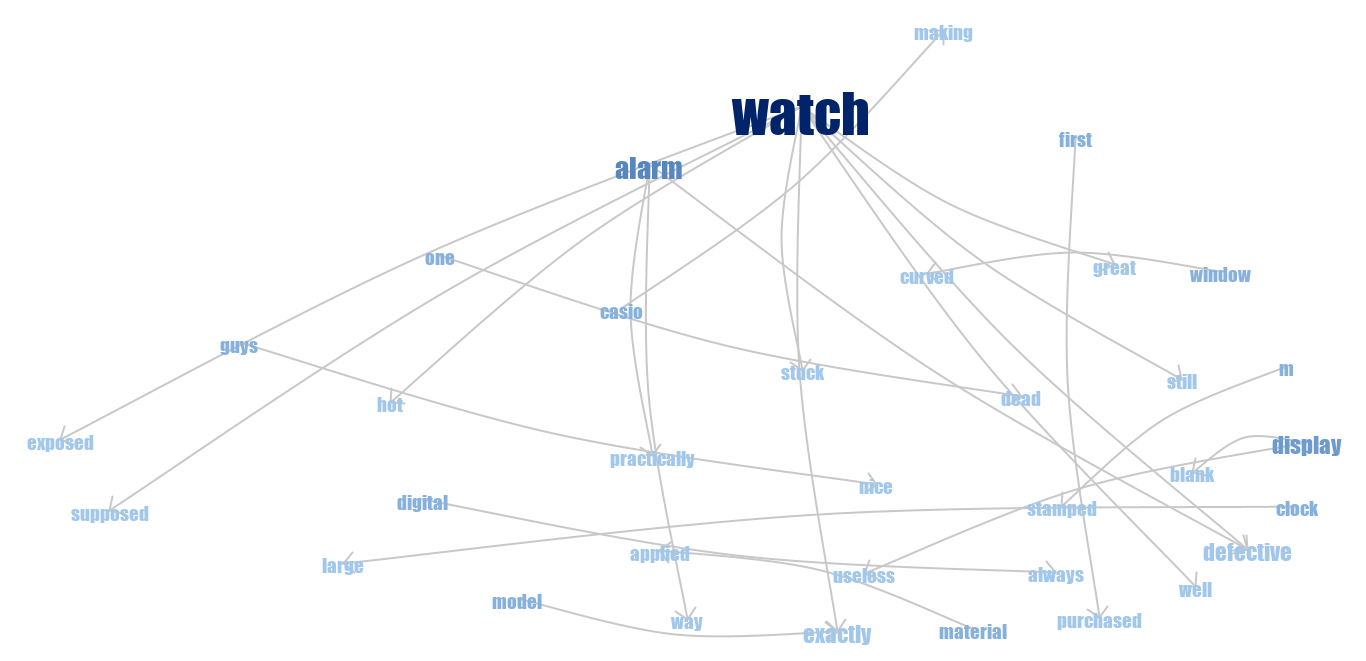 making
watch
first
alarm
one
great
curved
window
casio
guys
stuck
m
still
hot
dead
exposed
display
practically
blank
nice
digital
stamped
clock
supposed
applied
defective
large
useless
always
well
model
way
purchased
exactly
material